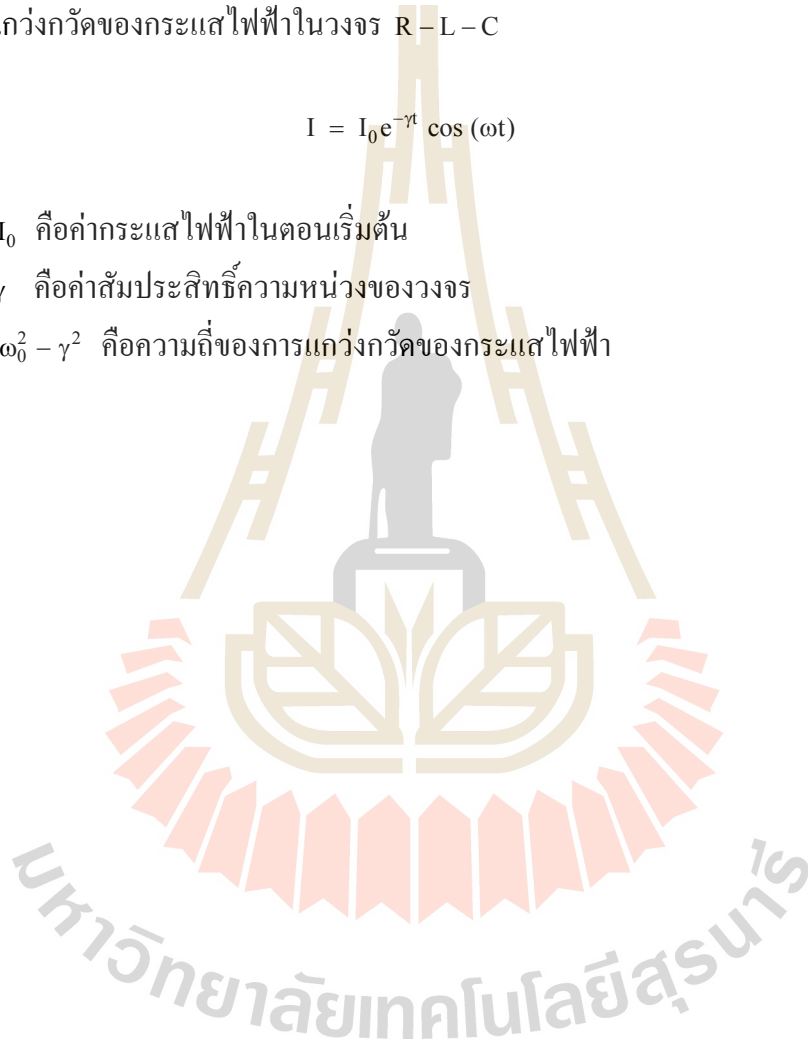 แกว่งกวัดของกระแสไฟฟ้าในวงจร R – L – C
I = I₀e^{−γt} cos (ωt)
I₀ คือค่ากระแสไฟฟ้าในตอนเริ่มต้น
γ คือค่าสัมประสิทธิ์ความหน่วงของวงจร
ω₀² – γ² คือความถี่ของการแกว่งกวัดของกระแสไฟฟ้า
มหาวิทยาลัยเทคโนโลยีสุรนารี